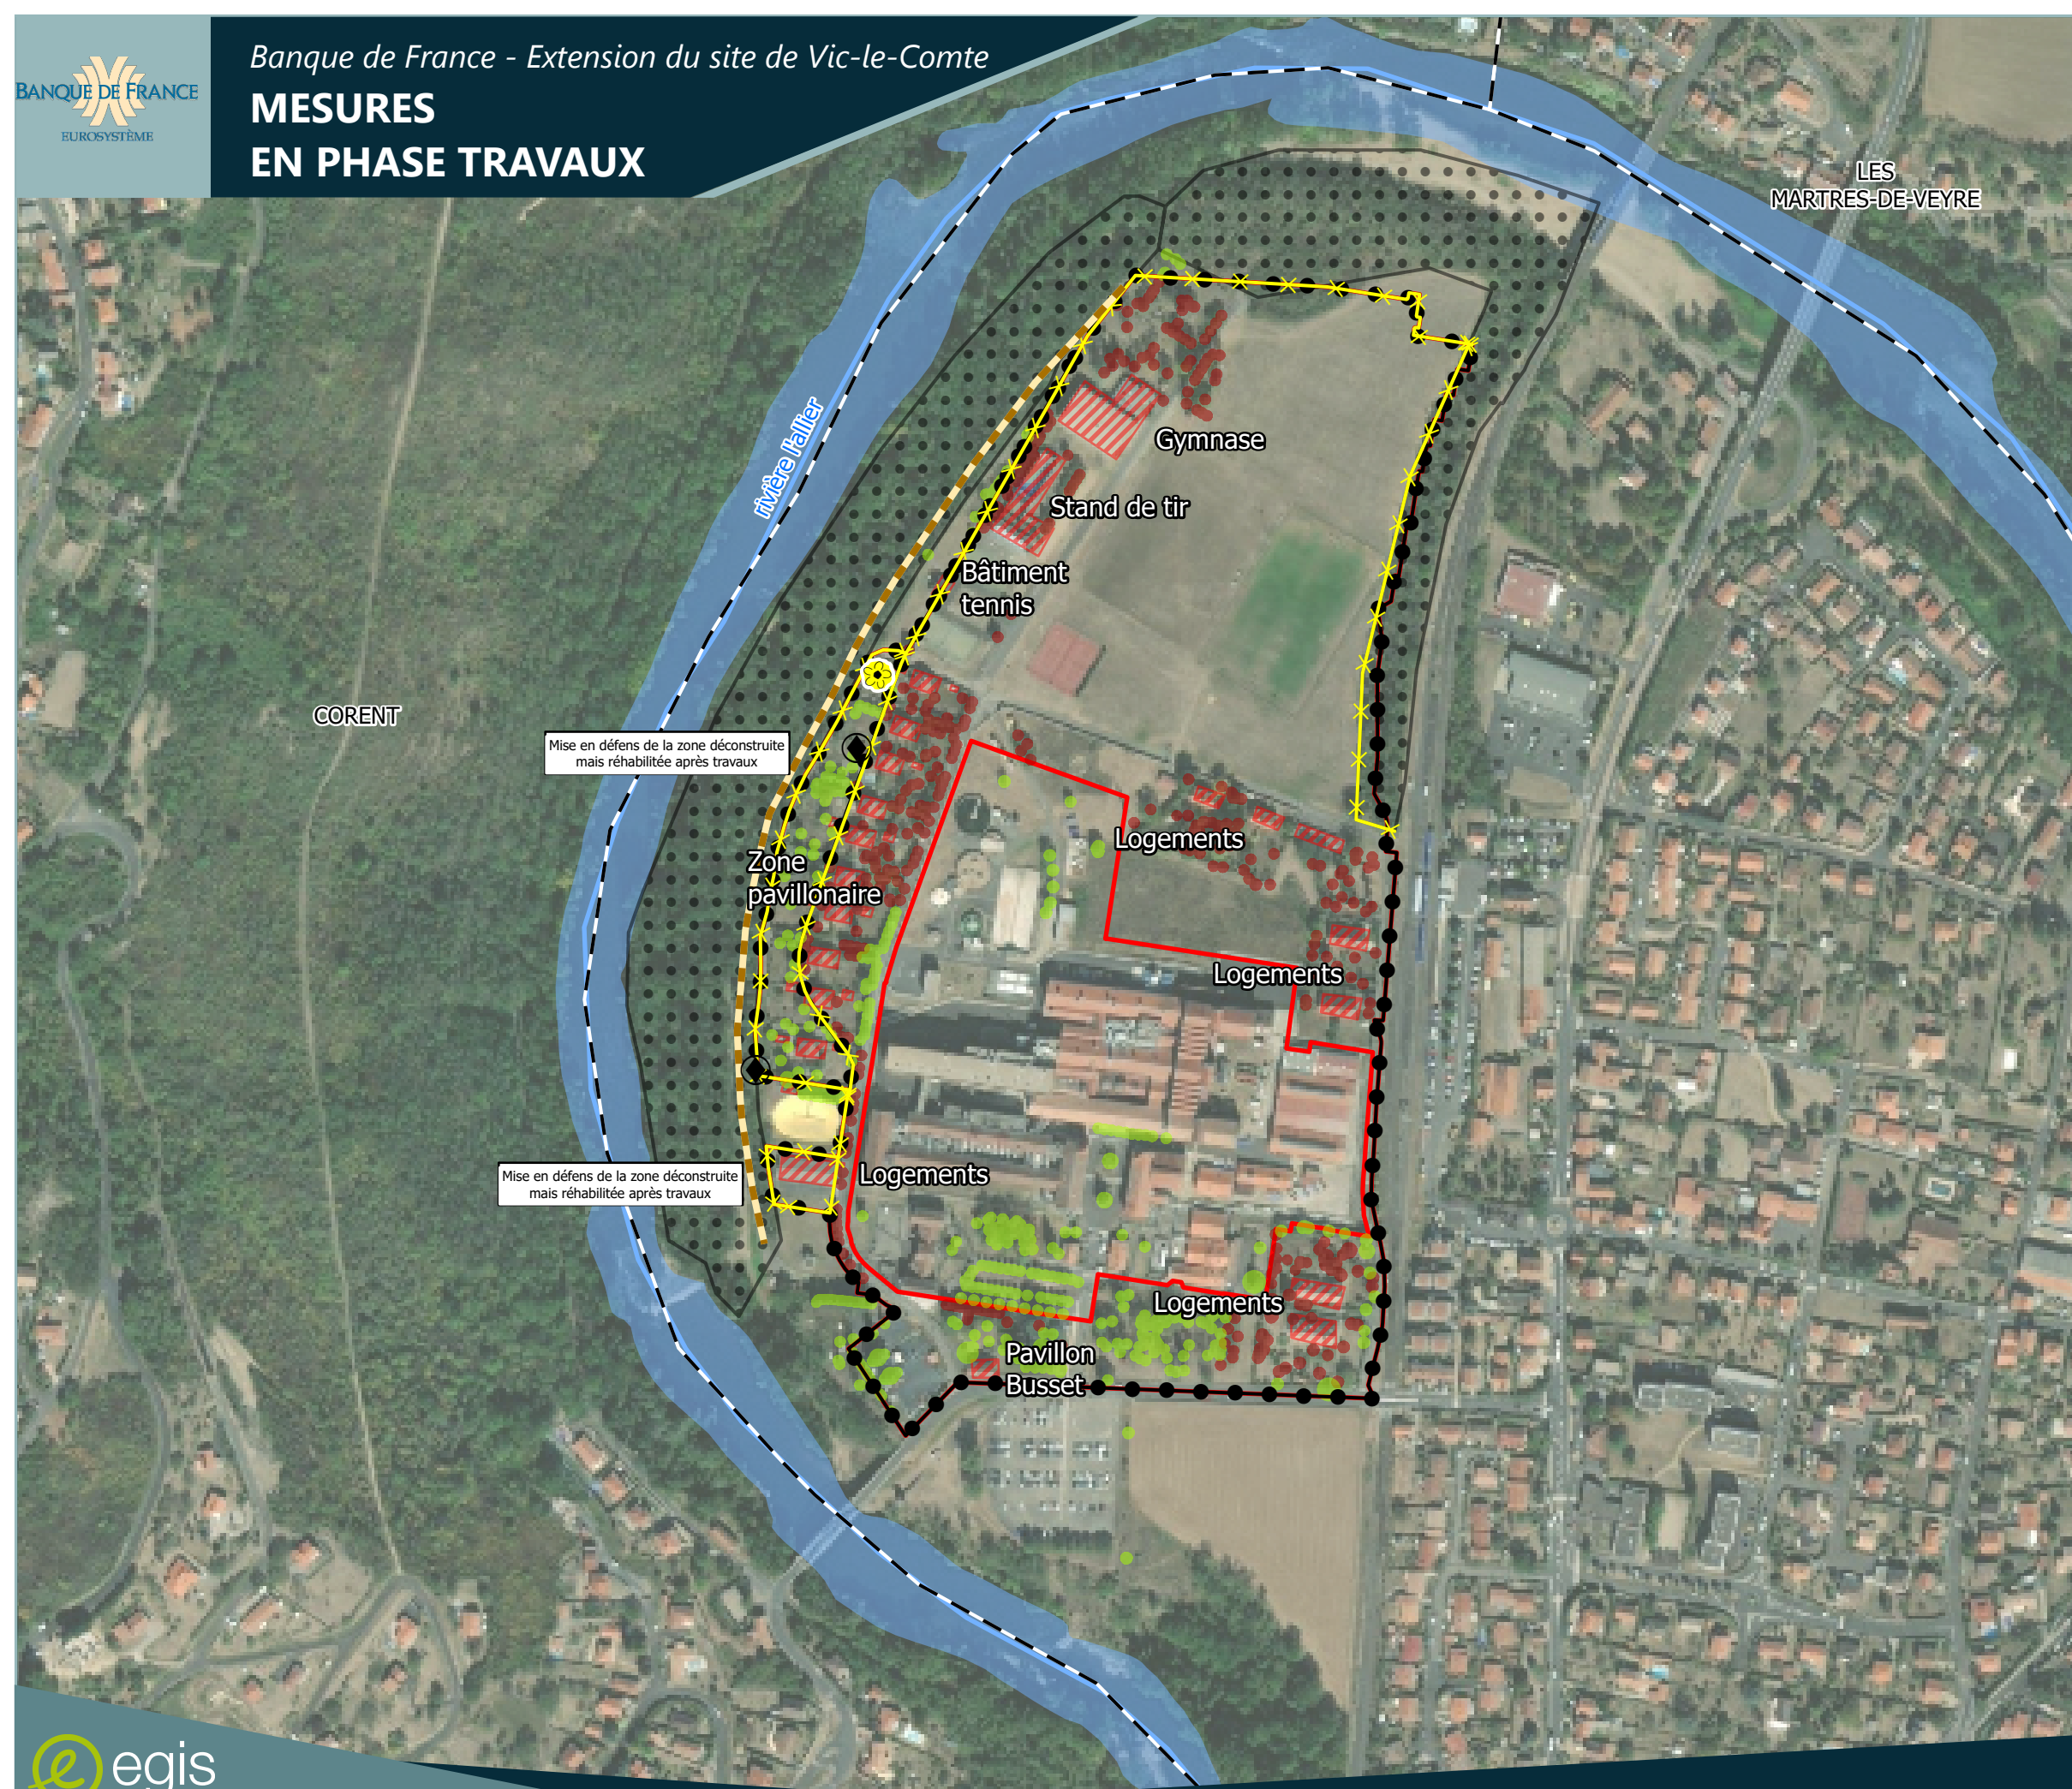 BANQUE DE FRANCE
EUROSYSTÈME
Banque de France - Extension du site de Vic-le-Comte
MESURES
EN PHASE TRAVAUX
LES
MARTRES-DE-VEYRE
rivière l'allier
Gymnase
Stand de tir
Bâtiment
tennis
CORENT
Mise en défens de la zone déconstruite
mais réhabilitée après travaux
Logements
Zone
pavillonaire
Logements
Mise en défens de la zone déconstruite
mais réhabilitée après travaux
Logements
Logements
Pavillon
Busset
e egis